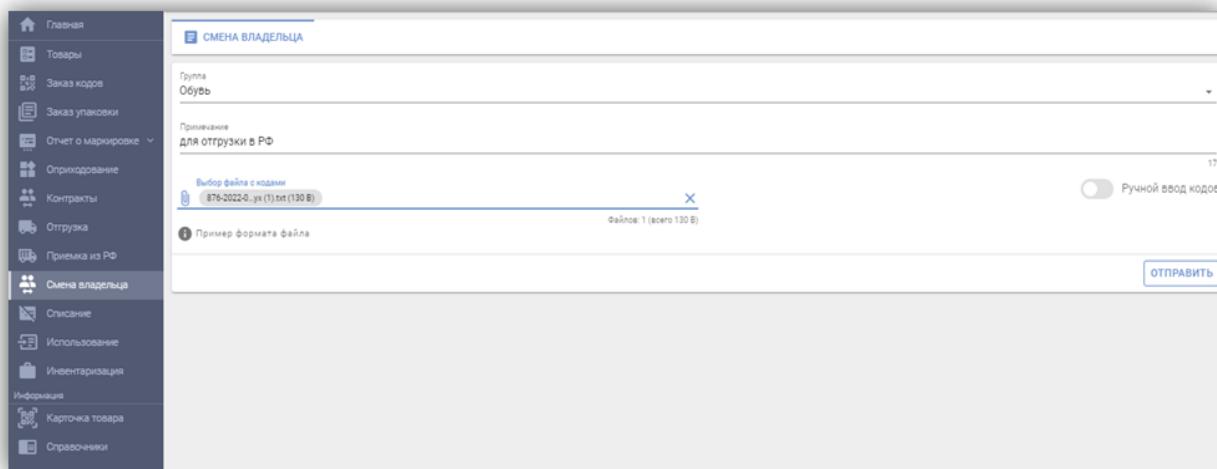 Главная
Товары
Заказ кодов
Заказ упаковки
Отчет о маркировке
Оприходование
Контракты
Отгрузка
Приемка из РФ
Смена владельца
Списание
Использование
Инвентаризация
Информация
Карточка товара
Справочники
СМЕНА ВЛАДЕЛЬЦА
Группа
Обувь
Примечание
для отгрузки в РФ
17
Выбор файла с кодами
876-2022-0...ух (1).txt (130 B)
Файлов: 1 (всего 130 B)
Ручной ввод кодов
Пример формата файла
ОТПРАВИТЬ